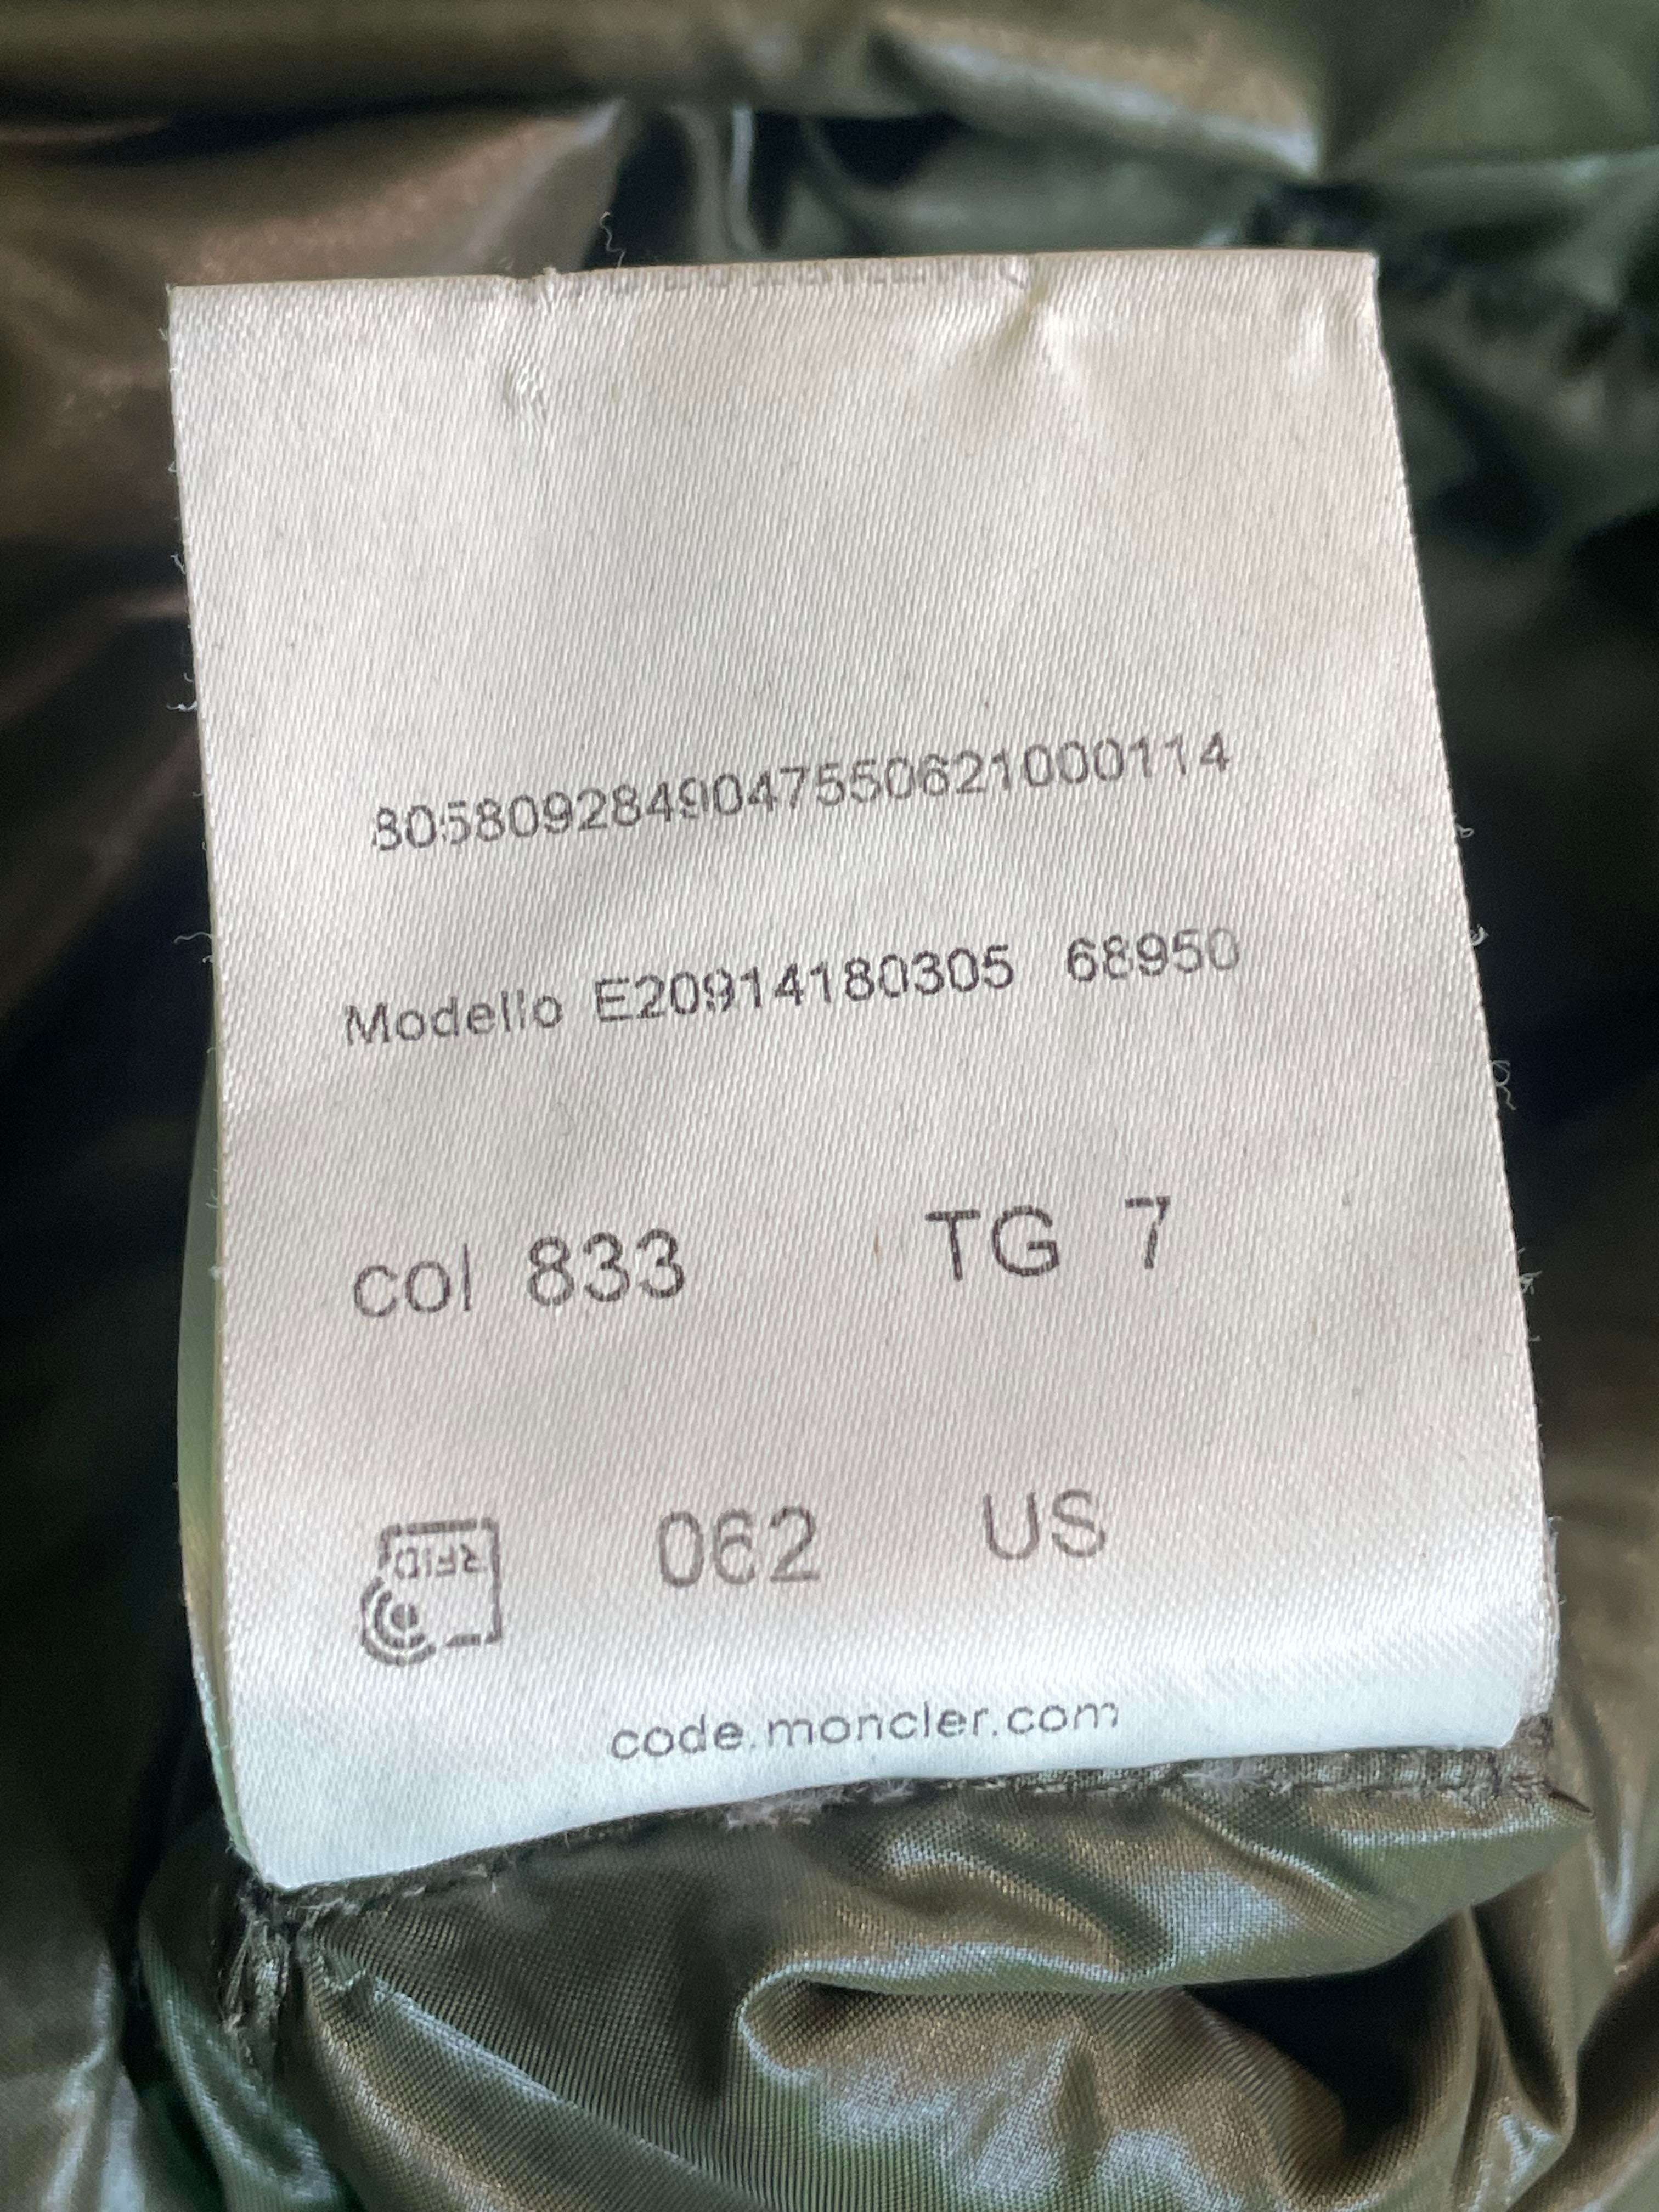 8058092849047550621000114
Modello E20914180305 68950
col 833 TG 7
RFID 062 US
code.moncler.com